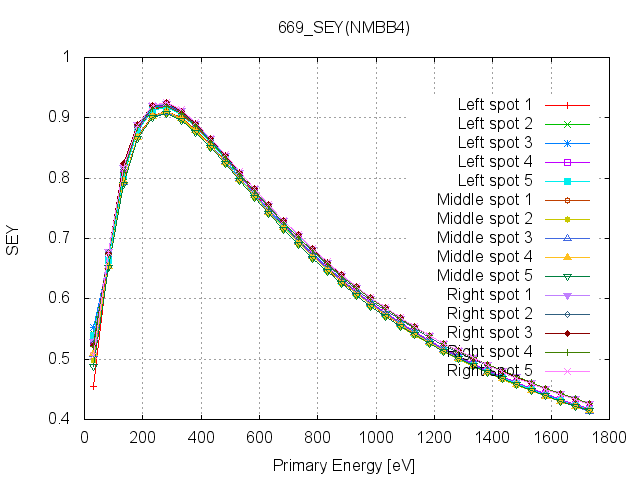 669_SEY(NMBB4)
1
0.9
0.8
0.7
0.6
0.5
0.4
SEY
Left spot 1
Left spot 2
Left spot 3
Left spot 4
Left spot 5
Middle spot 1
Middle spot 2
Middle spot 3
Middle spot 4
Middle spot 5
Right spot 1
Right spot 2
Right spot 3
Right spot 4
Right spot 5
0 200 400 600 800 1000 1200 1400 1600 1800
Primary Energy [eV]